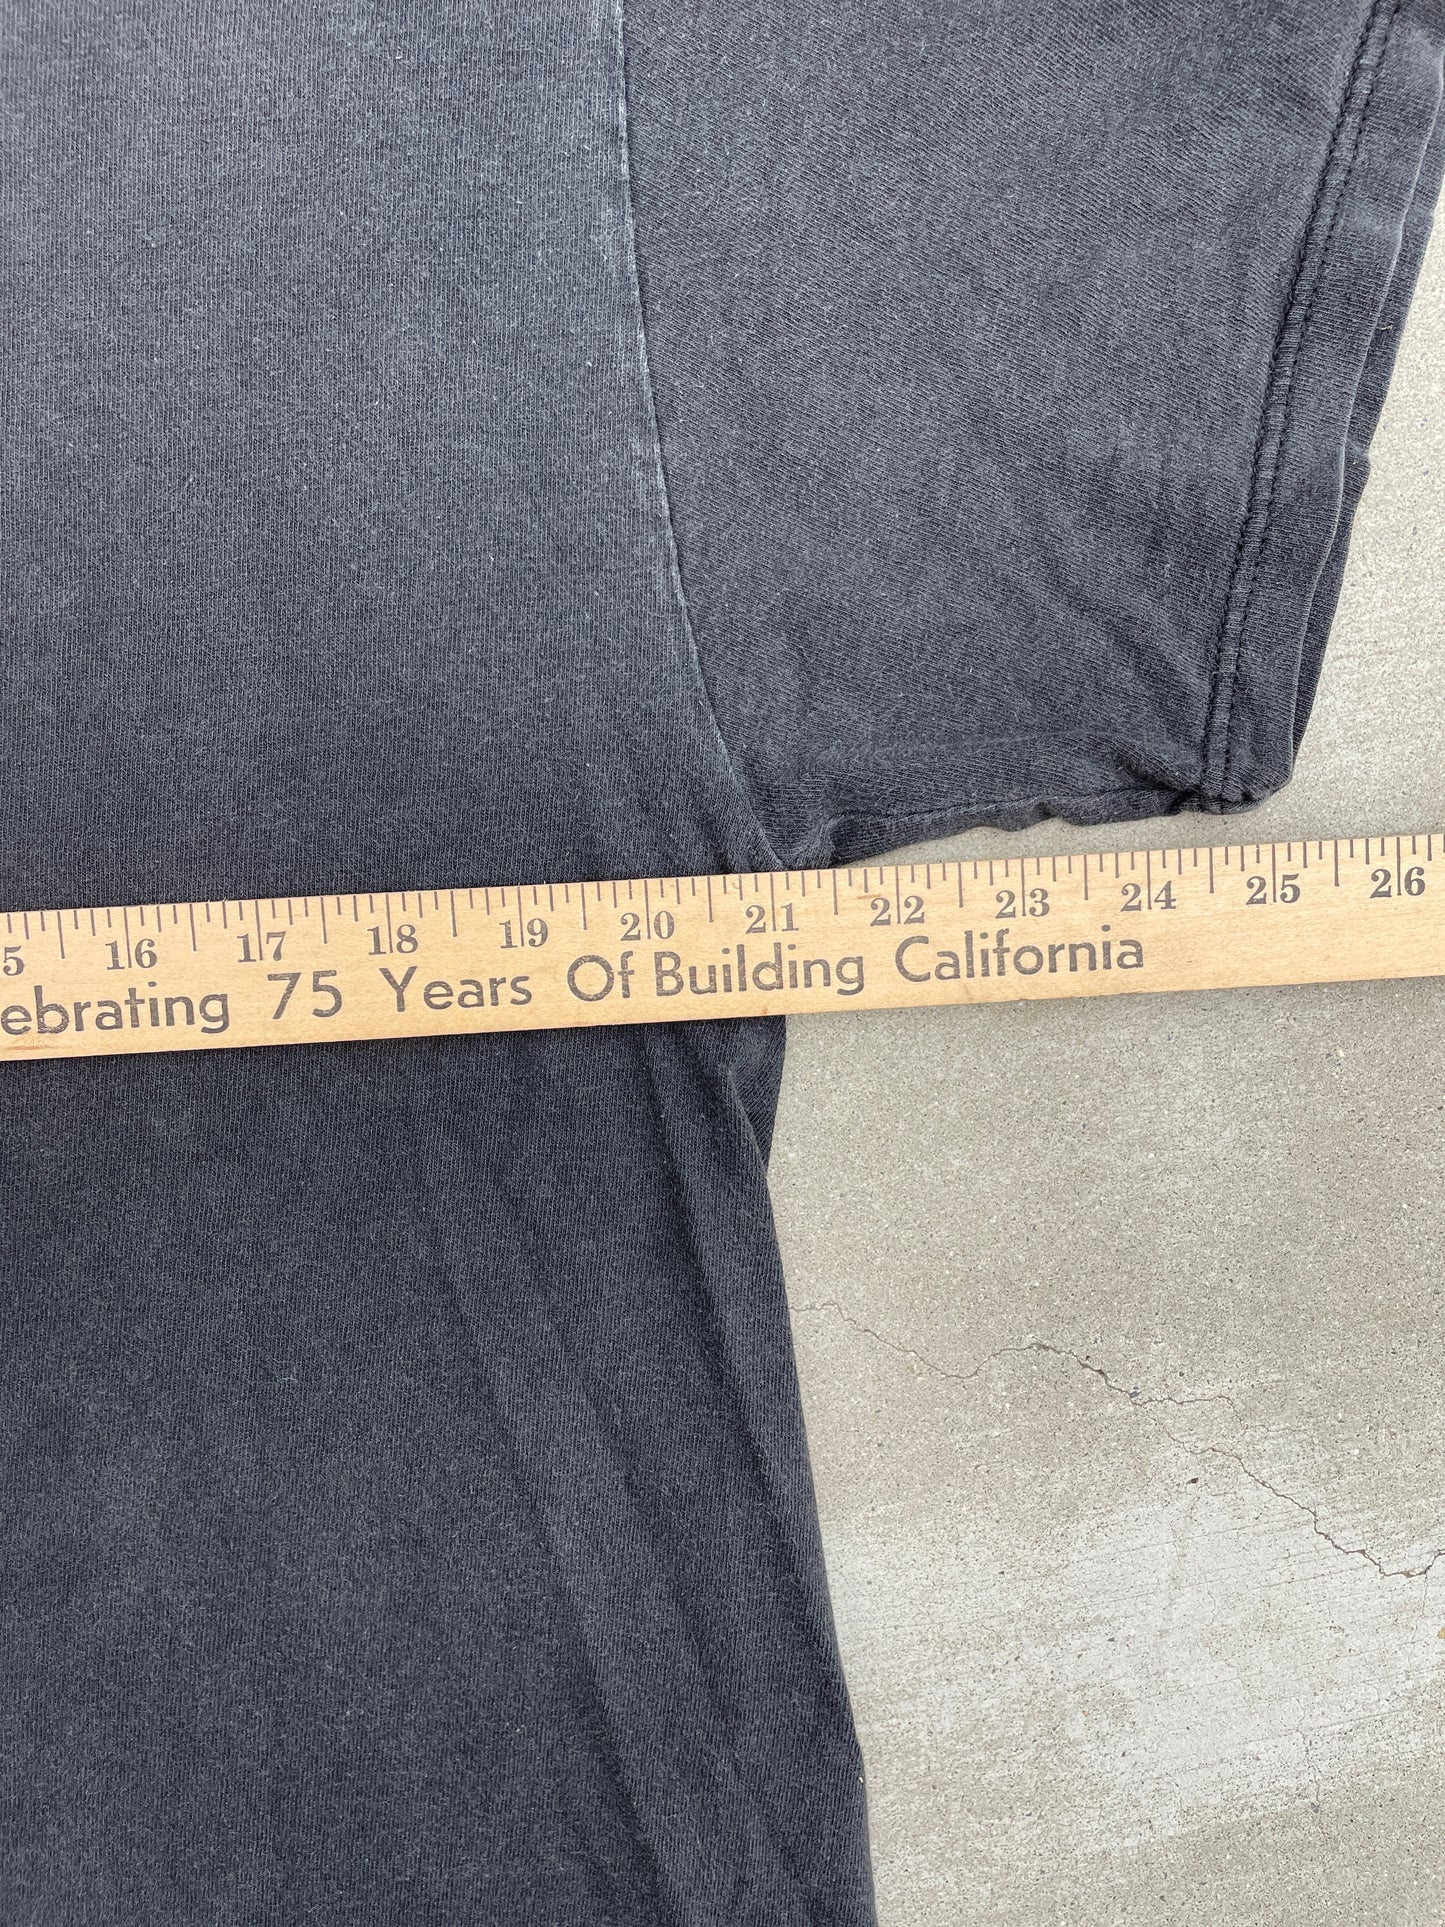 5 16 17 18 19 20 21 22 23 24 25 26
ebrating 75 Years Of Building California